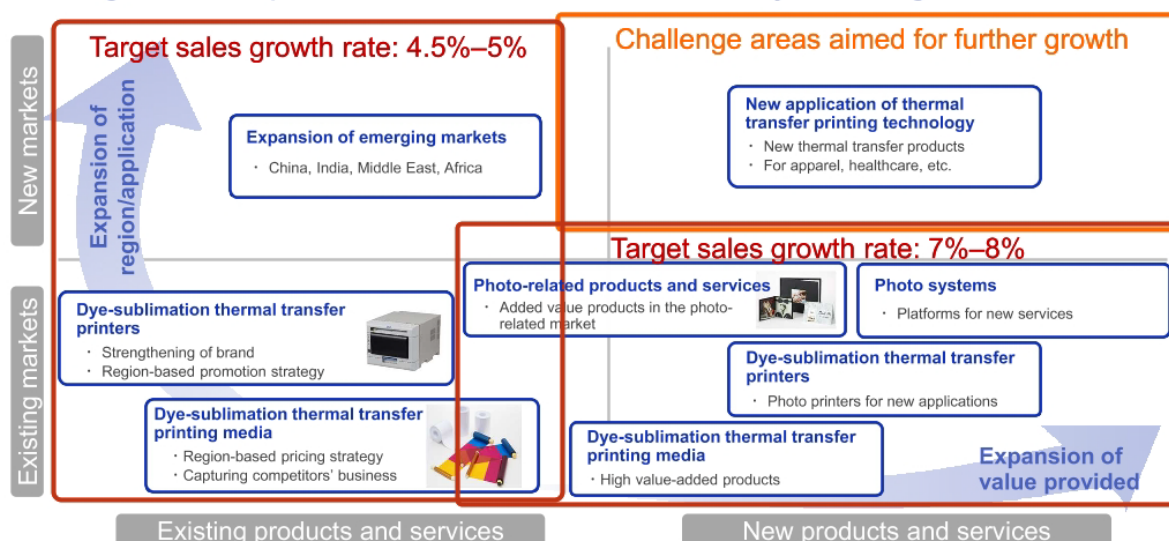 Target sales growth rate: 4.5%–5%
Challenge areas aimed for further growth
New markets
Expansion of
region/application
Expansion of emerging markets
・ China, India, Middle East, Africa
New application of thermal
transfer printing technology
・ New thermal transfer products
・ For apparel, healthcare, etc.
Target sales growth rate: 7%–8%
Existing markets
Dye-sublimation thermal transfer
printers
・ Strengthening of brand
・ Region-based promotion strategy
Photo-related products and services
・ Added value products in the photo-
related market
Photo systems
・ Platforms for new services
Dye-sublimation thermal transfer
printers
・ Photo printers for new applications
Dye-sublimation thermal transfer
printing media
・ Region-based pricing strategy
・ Capturing competitors' business
Dye-sublimation thermal transfer
printing media
・ High value-added products
Expansion of
value provided
Existing products and services
New products and services